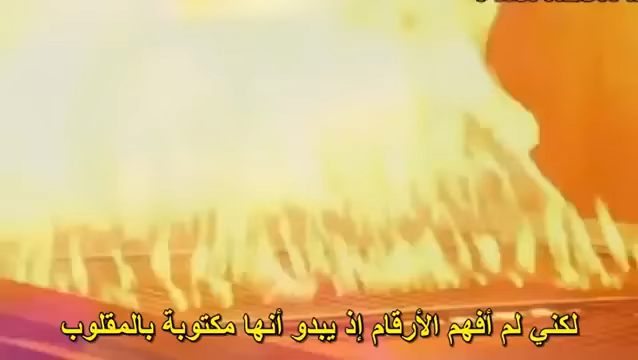 لكني لم أفهم الأرقام إذ يبدو أنها مكتوبة بالمقلوب